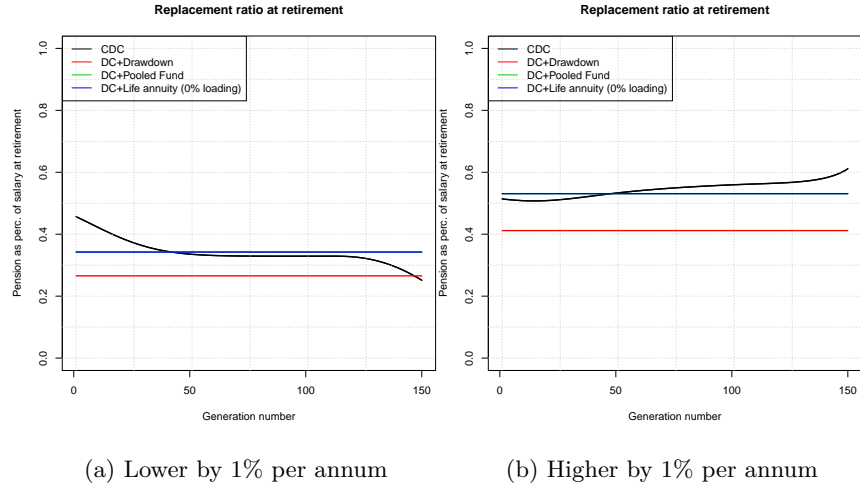 Replacement ratio at retirement
CDC
DC+Drawdown
DC+Pooled Fund
DC+Life annuity (0% loading)
Pension as perc. of salary at retirement
1.0
0.8
0.6
0.4
0.2
0.0
0 50 100 150
Generation number
(a) Lower by 1% per annum
Replacement ratio at retirement
CDC
DC+Drawdown
DC+Pooled Fund
DC+Life annuity (0% loading)
Pension as perc. of salary at retirement
1.0
0.8
0.6
0.4
0.2
0.0
0 50 100 150
Generation number
(b) Higher by 1% per annum